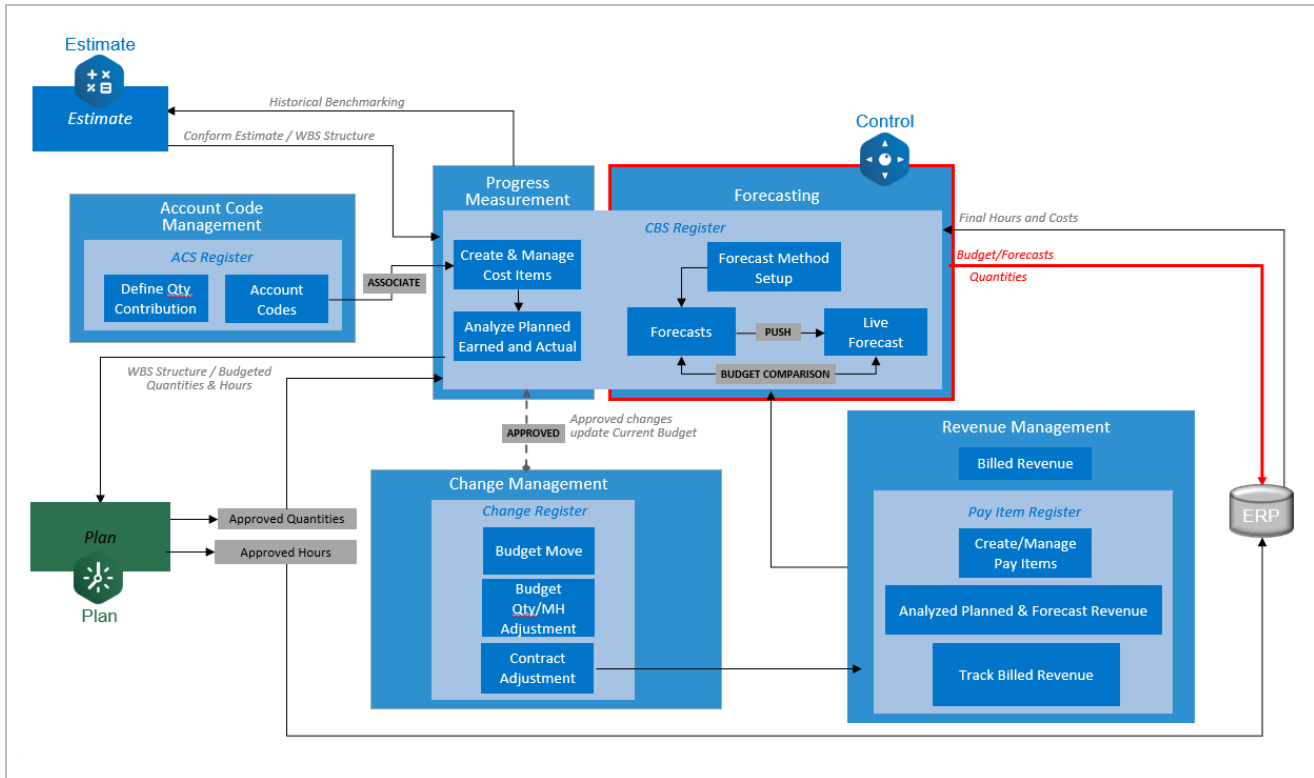 Estimate
Estimate
Historical Benchmarking
Conform Estimate / WBS Structure
Control
Account Code
Management
ACS Register
Define Qty
Contribution
Account
Codes
ASSOCIATE
Progress
Measurement
Forecasting
CBS Register
Create & Manage
Cost Items
Analyze Planned
Earned and Actual
Forecast Method
Setup
Forecasts
PUSH
Live
Forecast
BUDGET COMPARISON
Final Hours and Costs
Budget/Forecasts
Quantities
WBS Structure / Budgeted
Quantities & Hours
APPROVED
Approved changes
update Current Budget
Plan
Plan
Approved Quantities
Approved Hours
Change Management
Change Register
Budget Move
Budget
Qty/MH
Adjustment
Contract
Adjustment
Revenue Management
Billed Revenue
Pay Item Register
Create/Manage
Pay Items
Analyzed Planned & Forecast Revenue
Track Billed Revenue
ERP